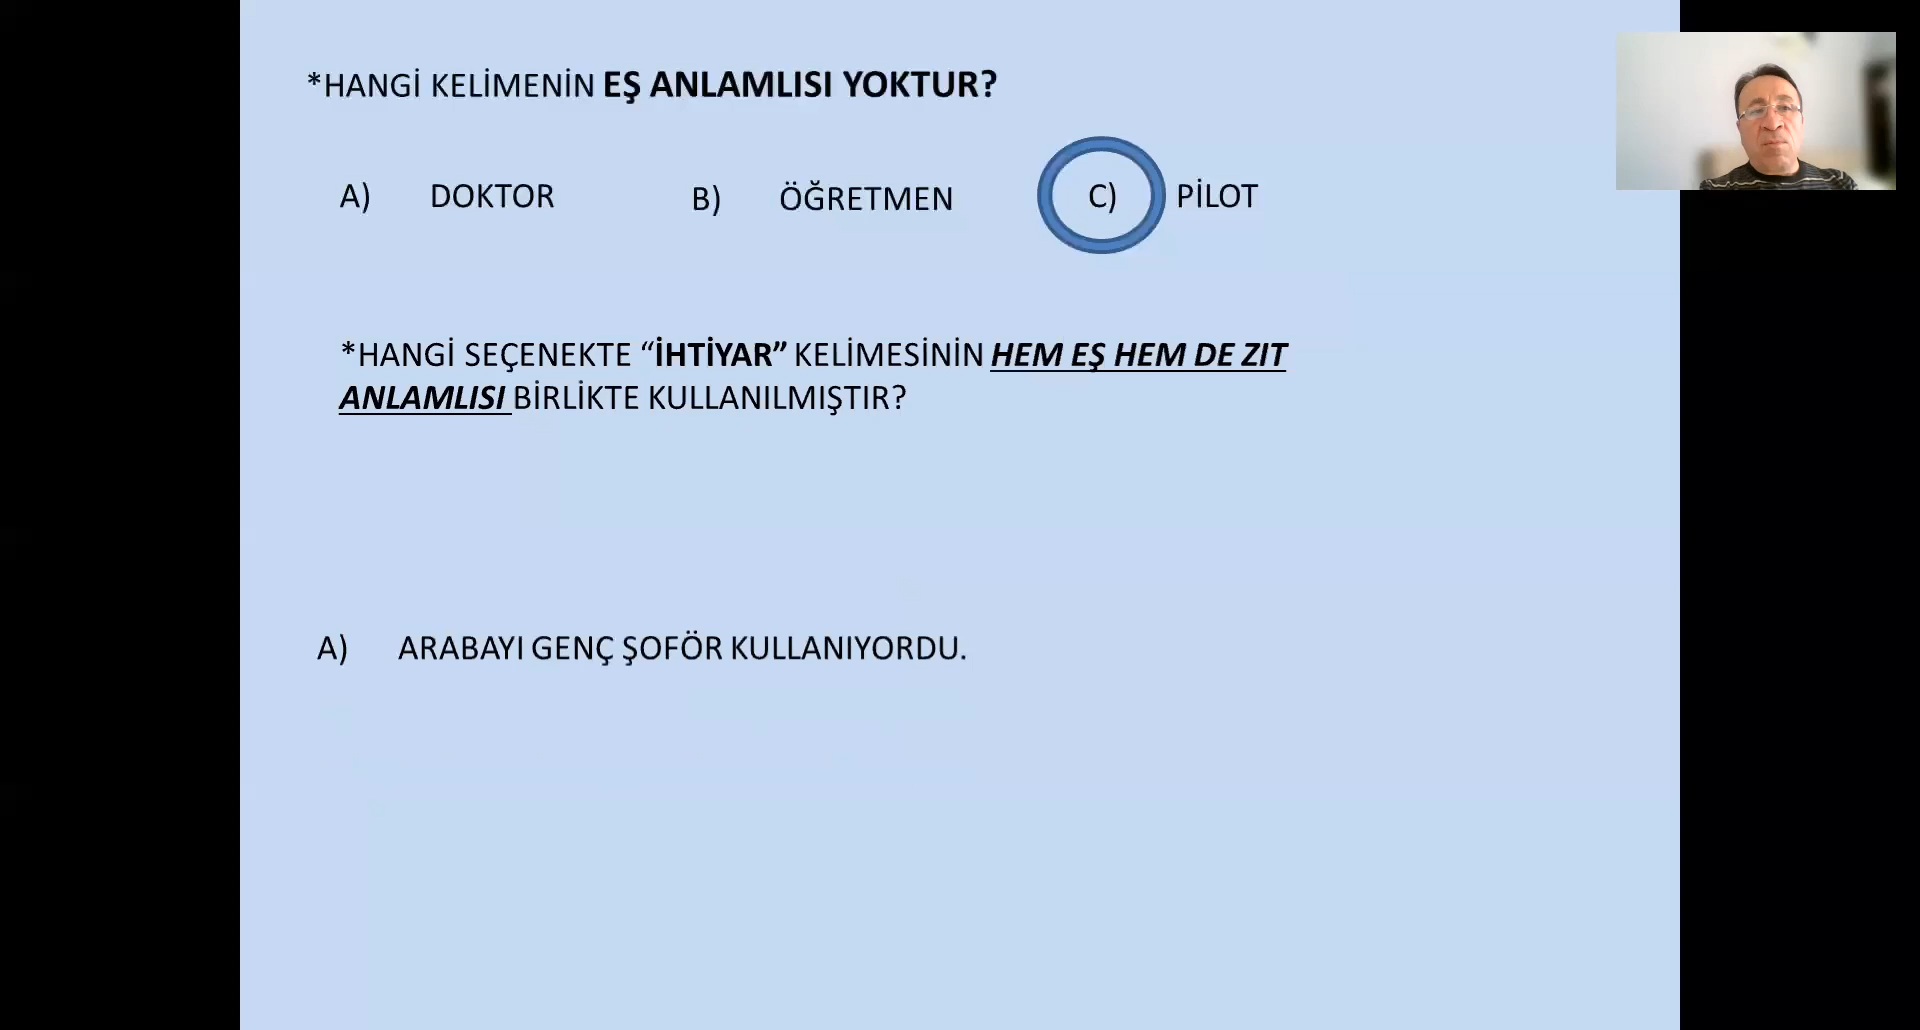 *HANGİ KELİMENİN EŞ ANLAMLISI YOKTUR?
A) DOKTOR B) ÖĞRETMEN C) PİLOT
*HANGİ SEÇENEKTE “İHTİYAR” KELİMESİNİN HEM EŞ HEM DE ZIT
ANLAMLISI BİRLİKTE KULLANILMIŞTIR?
A) ARABAYI GENÇ ŞOFÖR KULLANIYORDU.